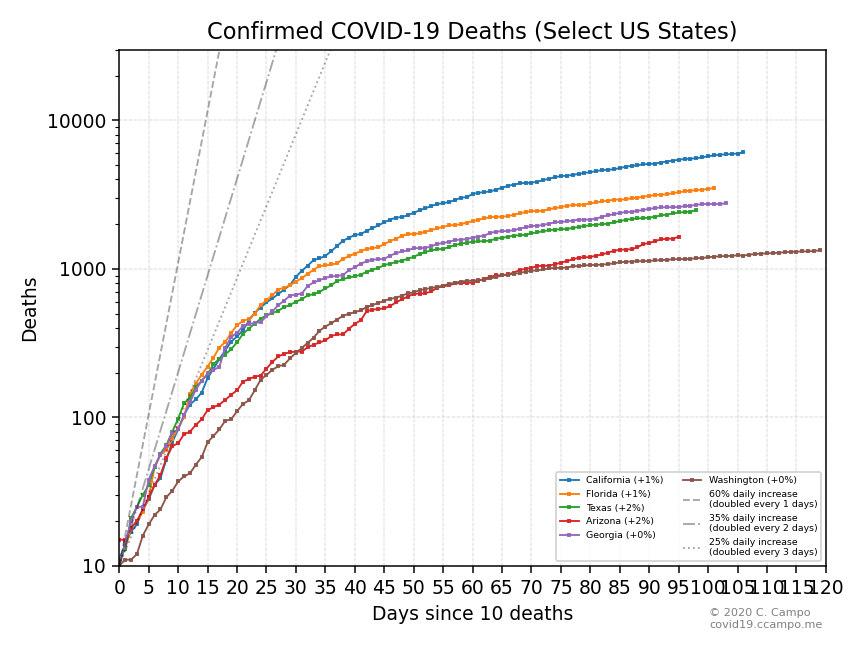 Confirmed COVID-19 Deaths (Select US States)
Deaths
10000
1000
100
10
0 5 10 15 20 25 30 35 40 45 50 55 60 65 70 75 80 85 90 95 100 105 110 115 120
Days since 10 deaths
California (+1%)
Florida (+1%)
Texas (+2%)
Arizona (+2%)
Georgia (+0%)
Washington (+0%)
60% daily increase
(doubled every 1 days)
35% daily increase
(doubled every 2 days)
25% daily increase
(doubled every 3 days)
© 2020 C. Campo
covid19.ccampo.me